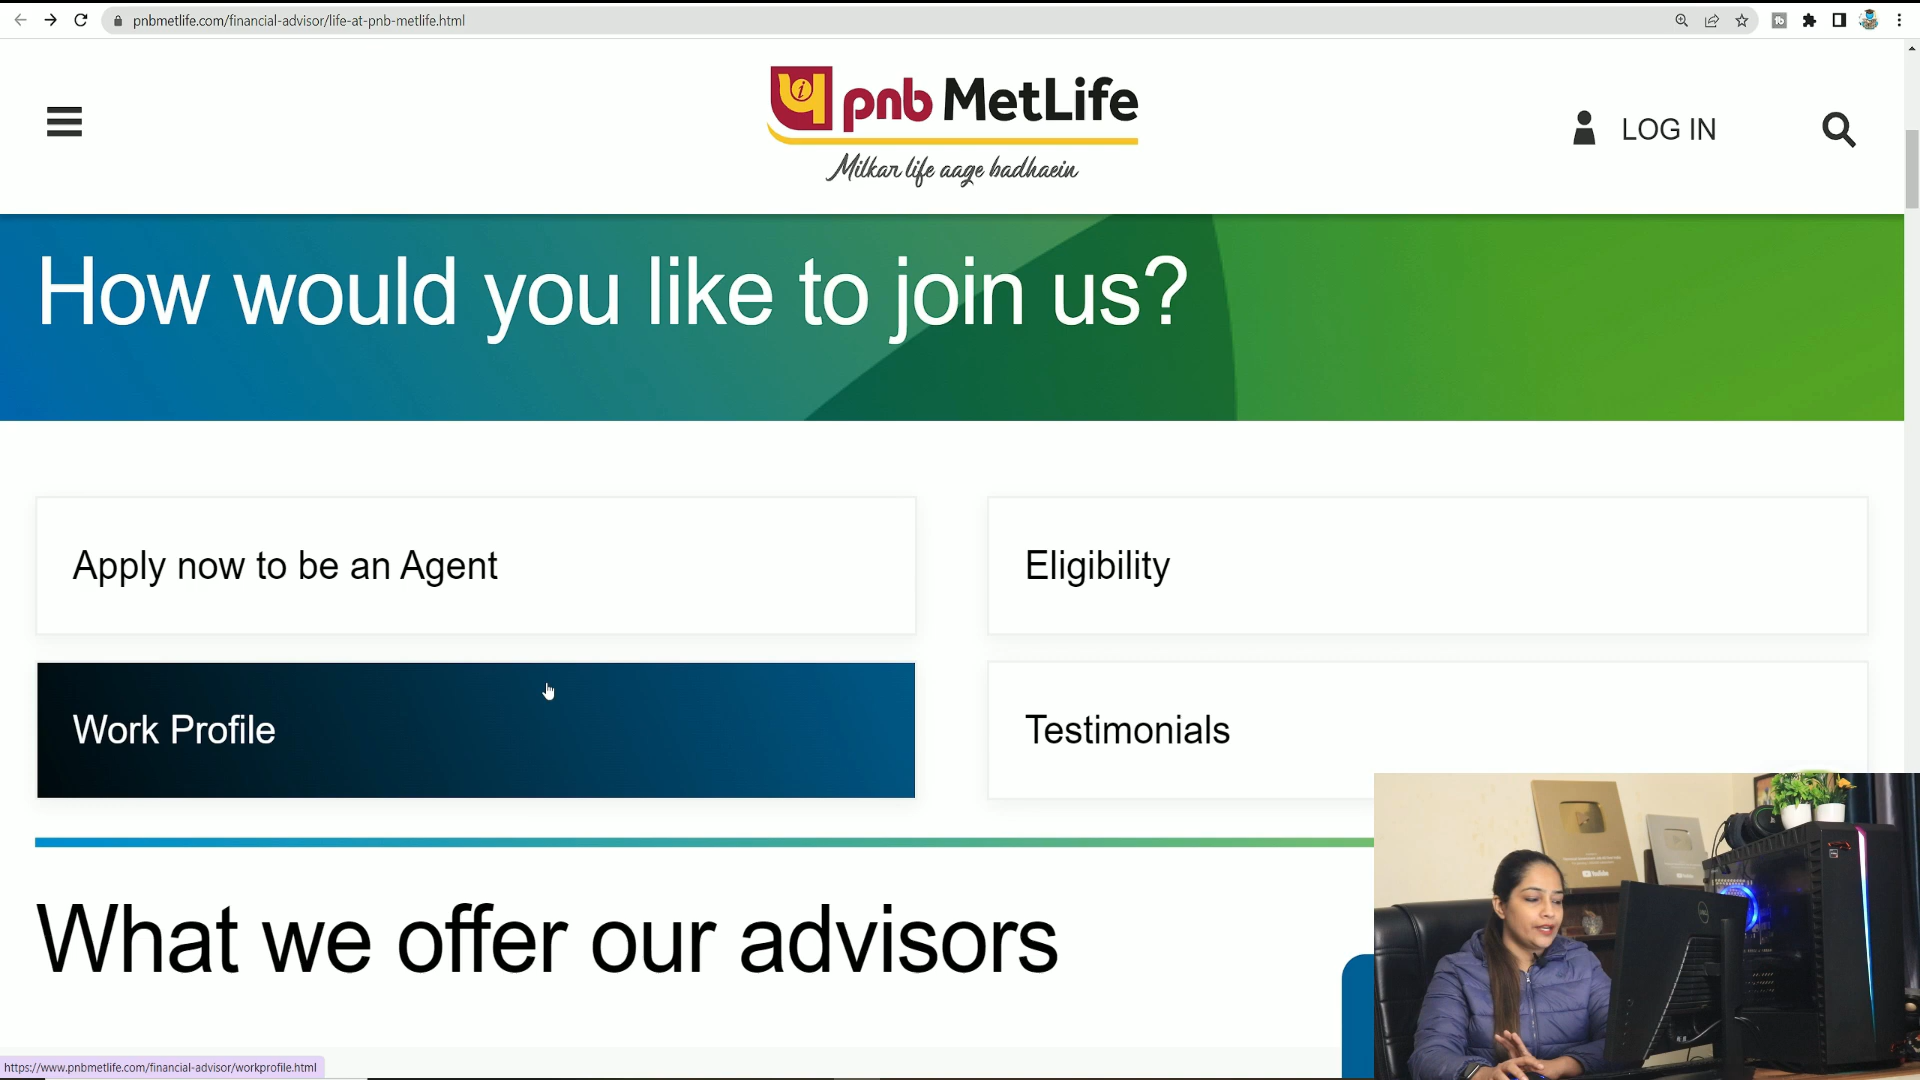 pnbmetlife.com/financial-advisor/life-at-pnb-metlife.html
pnb MetLife
Milkar life aage badhaein
LOG IN
How would you like to join us?
Apply now to be an Agent
Eligibility
Work Profile
Testimonials
What we offer our advisors
https://www.pnbmetlife.com/financial-advisor/workprofile.html